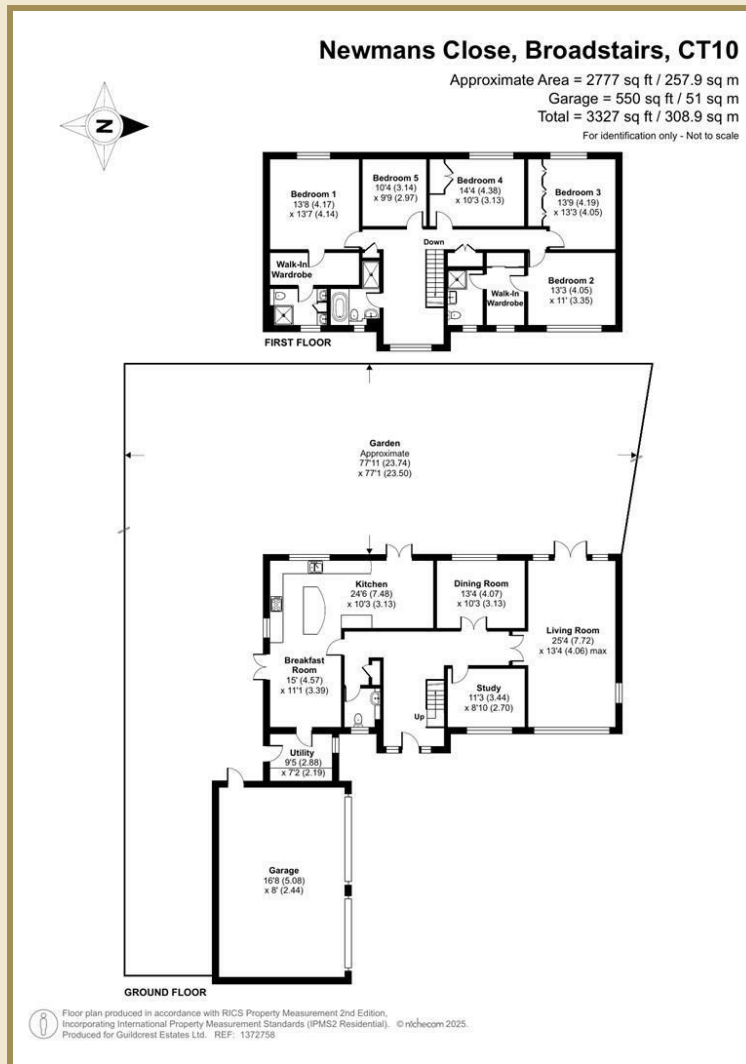 Newmans Close, Broadstairs, CT10
Approximate Area = 2777 sq ft / 257.9 sq m
Garage = 550 sq ft / 51 sq m
Total = 3327 sq ft / 308.9 sq m
For identification only - Not to scale
N
Bedroom 1
13'8 (4.17)
x 13'7 (4.14)
Bedroom 5
10'4 (3.14)
x 9'9 (2.97)
Bedroom 4
14'4 (4.38)
x 10'3 (3.13)
Bedroom 3
13'9 (4.19)
x 13'3 (4.05)
Down
Walk-In
Wardrobe
Walk-In
Wardrobe
Bedroom 2
13'3 (4.05)
x 11' (3.35)
FIRST FLOOR
Garden
Approximate
77'11 (23.74)
x 77'1 (23.50)
Kitchen
24'6 (7.48)
x 10'3 (3.13)
Dining Room
13'4 (4.07)
x 10'3 (3.13)
Living Room
25'4 (7.72)
x 13'4 (4.06) max
Breakfast
Room
15' (4.57)
x 11'1 (3.39)
Study
11'3 (3.44)
x 8'10 (2.70)
Up
Utility
9'5 (2.88)
x 7'2 (2.19)
Garage
16'8 (5.08)
x 8' (2.44)
GROUND FLOOR
Floor plan produced in accordance with RICS Property Measurement 2nd Edition,
Incorporating International Property Measurement Standards (IPMS2 Residential). © nichecom 2025.
Produced for Guildcrest Estates Ltd. REF: 1372758